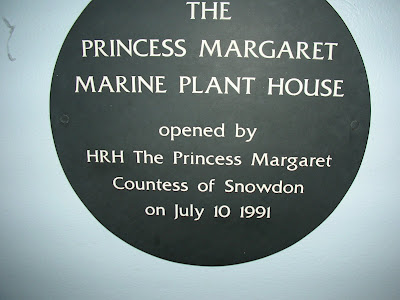 THE
PRINCESS MARGARET
MARINE PLANT HOUSE
opened by
HRH The Princess Margaret
Countess of Snowdon
on July 10 1991